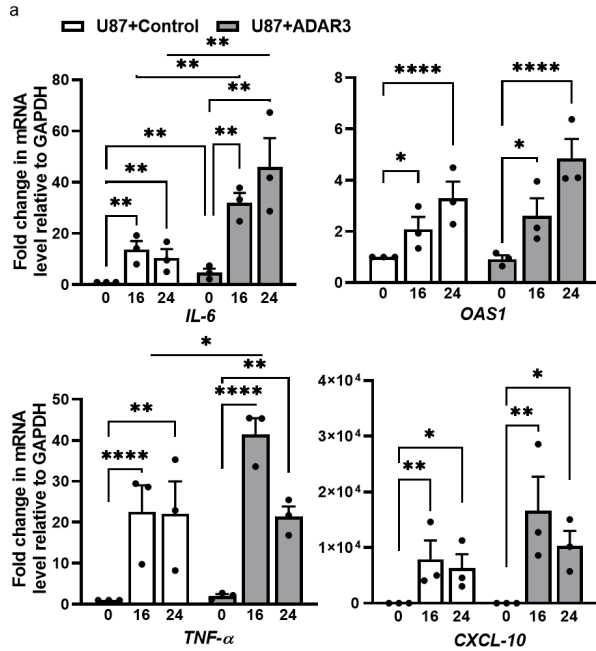 a
U87+Control U87+ADAR3
Fold change in mRNA
level relative to GAPDH
80
60
40
20
0
** ** ** ** ** ** **
0 16 24 0 16 24
IL-6
8
6
4
2
0
**** * **** *
0 16 24 0 16 24
OAS1
Fold change in mRNA
level relative to GAPDH
50
40
30
20
10
0
* ** **** ** ****
0 16 24 0 16 24
TNF-α
4×10⁴
3×10⁴
2×10⁴
1×10⁴
0
* ** * **
0 16 24 0 16 24
CXCL-10